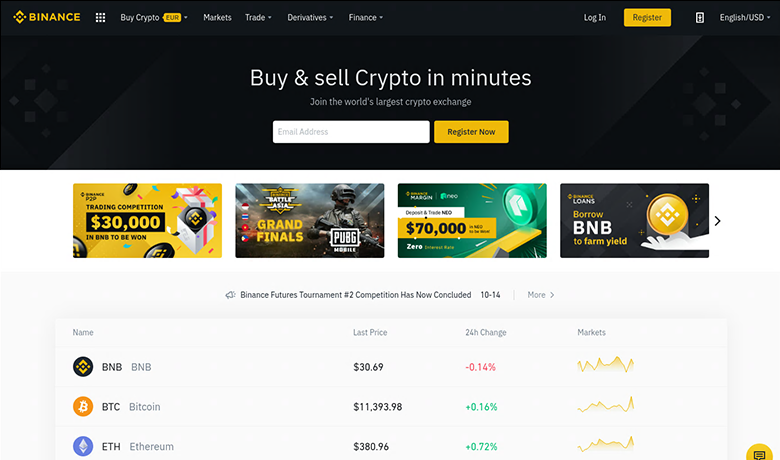 BINANCE
Buy Crypto EUR
Markets
Trade
Derivatives
Finance
Log In
Register
English/USD
Buy & sell Crypto in minutes
Join the world's largest crypto exchange
Email Address
Register Now
BINANCE
P2P
TRADING COMPETITION
$30,000
IN BNB TO BE WON
BINANCE
BATTLE
ASIA
GRAND
FINALS
PUBG
MOBILE
BINANCE
MARGIN
neo
Deposit & Trade NEO
$70,000
in NEO
to be Won
Zero Interest Rate
BINANCE
LOANS
Borrow
BNB
to farm yield
Binance Futures Tournament #2 Competition Has Now Concluded 10-14
More
Name Last Price 24h Change Markets
BNB BNB $30.69 -0.14%
BTC Bitcoin $11,393.98 +0.16%
ETH Ethereum $380.96 +0.72%